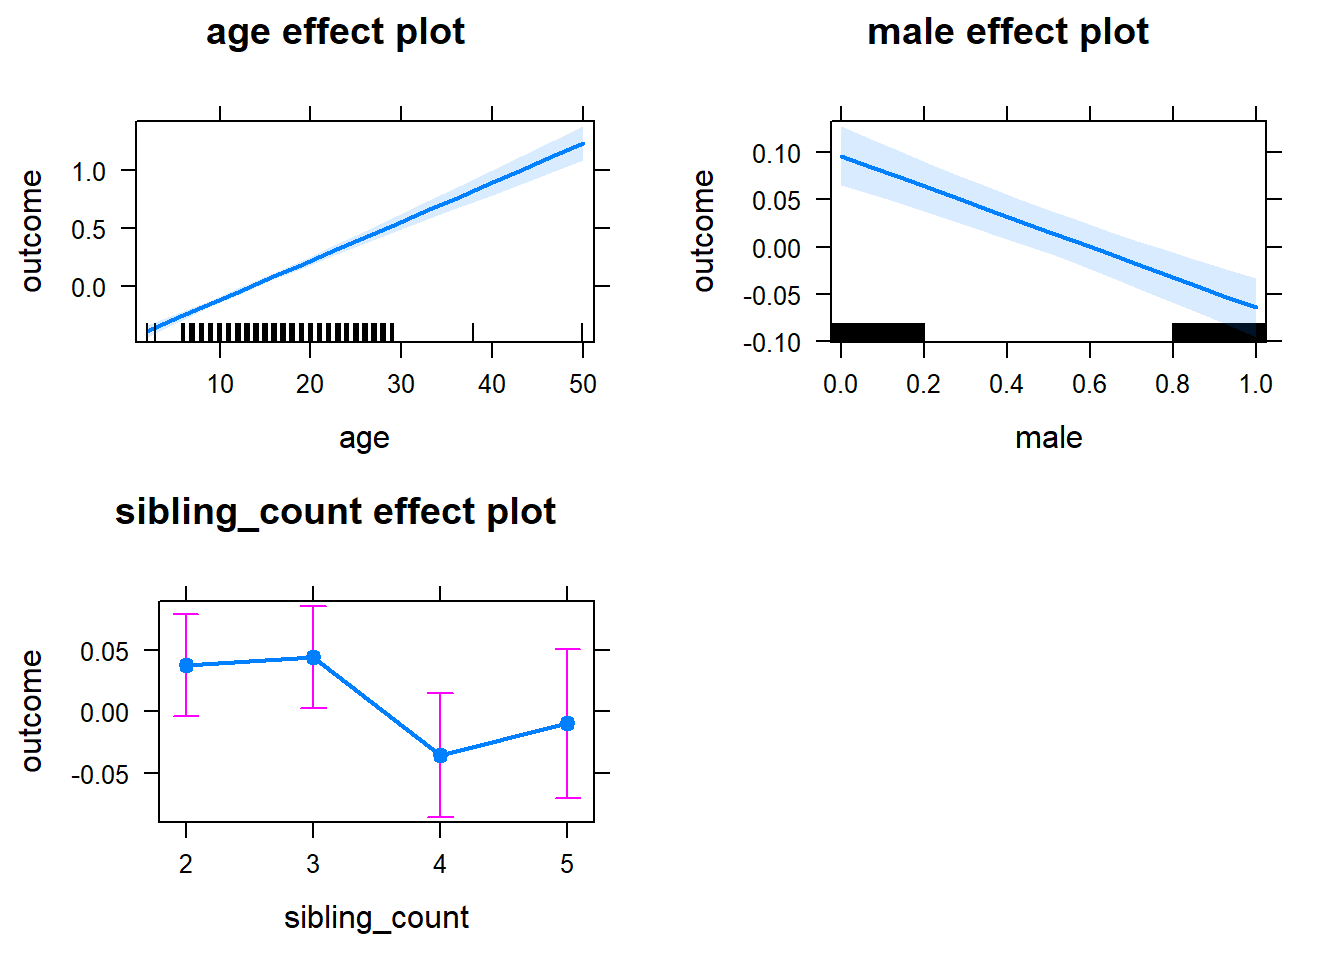 age effect plot
outcome
1.0
0.5
0.0
10 20 30 40 50
age
male effect plot
outcome
0.10
0.05
0.00
-0.05
-0.10
0.0 0.2 0.4 0.6 0.8 1.0
male
sibling_count effect plot
outcome
0.05
0.00
-0.05
2 3 4 5
sibling_count